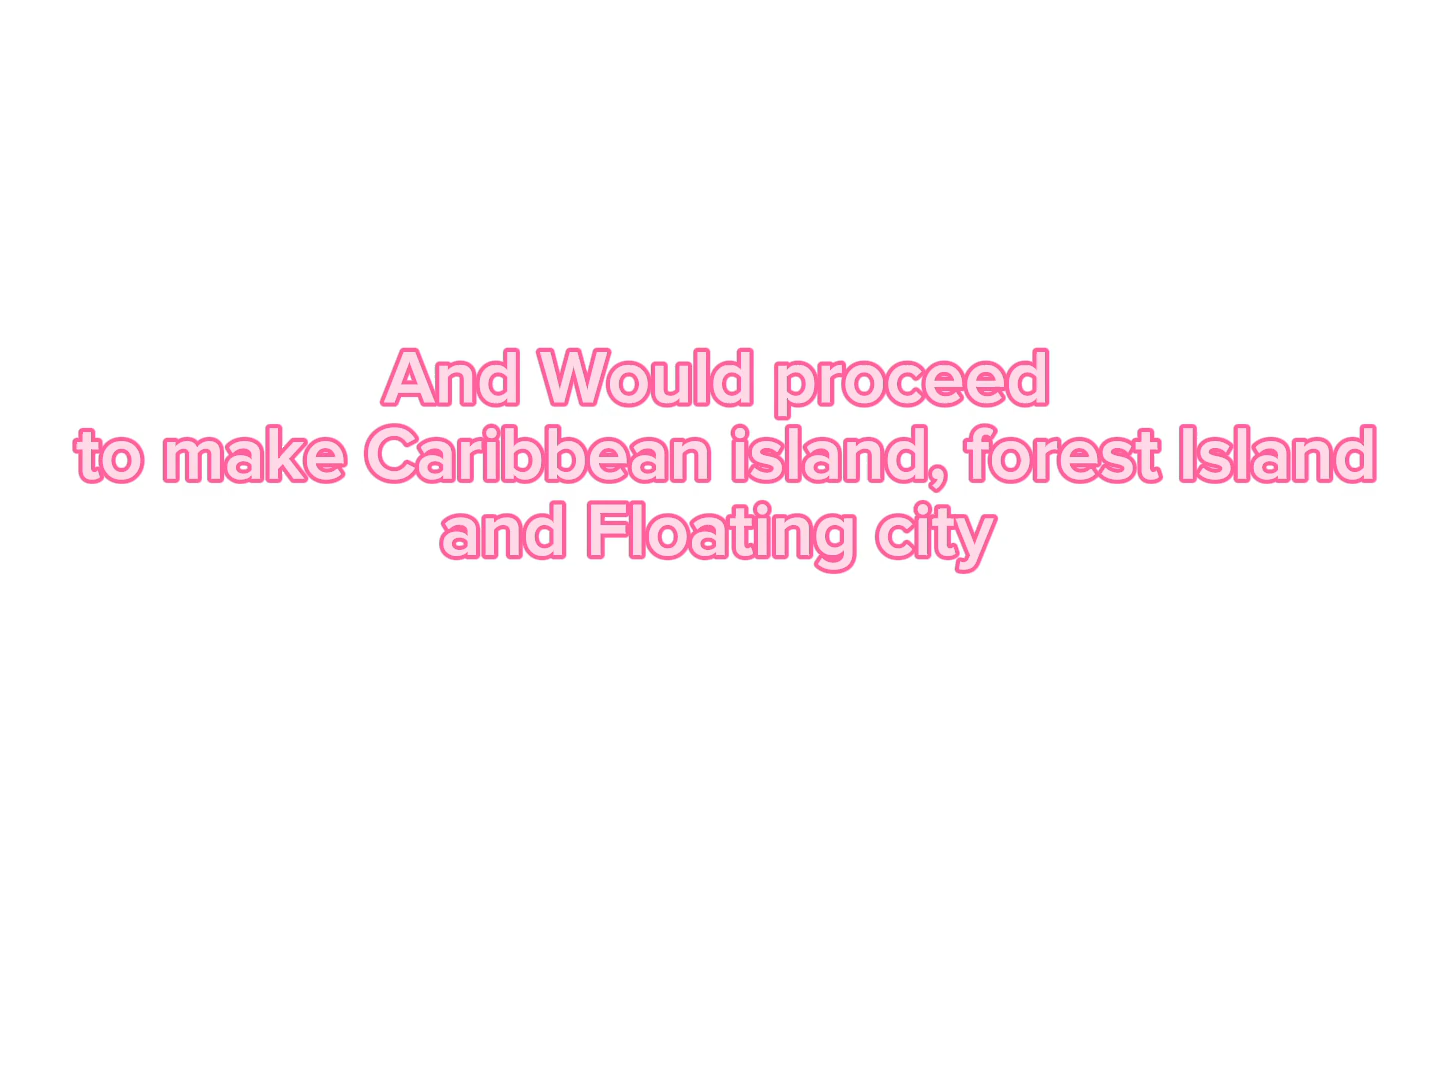 And Would proceed
to make Caribbean island, forest Island
and Floating city